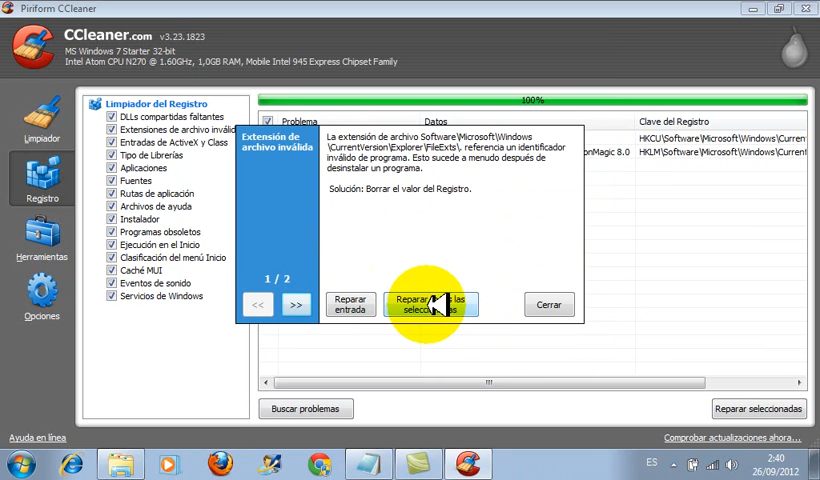 Piriform CCleaner
CCleaner.com v3.23.1823
MS Windows 7 Starter 32-bit
Intel Atom CPU N270 @ 1.60GHz, 1,0GB RAM, Mobile Intel 945 Express Chipset Family
Limpiador
Registro
Herramientas
Opciones
Limpiador del Registro
DLLs compartidas faltantes
Extensiones de archivo inválid
Entradas de ActiveX y Class
Tipo de Librerías
Aplicaciones
Fuentes
Rutas de aplicación
Archivos de ayuda
Instalador
Programas obsoletos
Ejecución en el Inicio
Clasificación del menú Inicio
Caché MUI
Eventos de sonido
Servicios de Windows
100%
Problema Datos Clave del Registro
HKCU\Software\Microsoft\Windows\Current
onMagic 8.0 HKLM\Software\Microsoft\Windows\Current
Extensión de
archivo inválida
1 / 2
<< >>
La extensión de archivo Software\Microsoft\Windows
\CurrentVersion\Explorer\FileExts\, referencia un identificador
inválido de programa. Esto sucede a menudo después de
desinstalar un programa.
Solución: Borrar el valor del Registro.
Reparar
entrada
Reparar las
Cerrar
Buscar problemas
Reparar seleccionadas
Ayuda en línea
Comprobar actualizaciones ahora...
ES
2:40
26/09/2012